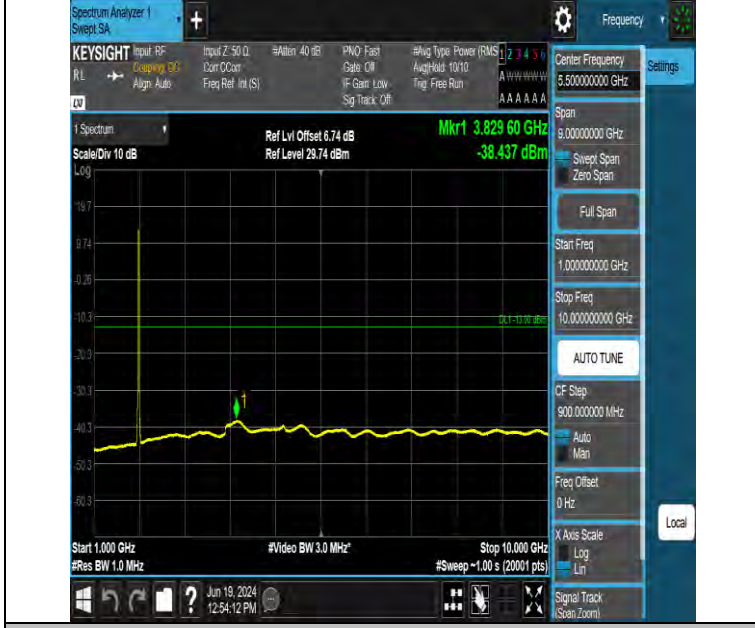 Spectrum Analyzer 1
Swept SA
+
Frequency
KEYSIGHT
RL
Input: RF
Coupling: DC
Align: Auto
Input Z: 50 Ω
Corr CCorr
Freq Ref: Int (S)
#Atten: 40 dB
PNO: Fast
Gate: Off
IF Gain: Low
Sig Track: Off
#Avg Type: Power (RMS
Avg|Hold: 10/10
Trig: Free Run
1 2 3 4 5 6
A W W W W W
A A A A A A
1 Spectrum
Scale/Div 10 dB
Log
Ref Lvl Offset 6.74 dB
Ref Level 29.74 dBm
Mkr1 3.829 60 GHz
-38.437 dBm
19.7
9.74
-0.26
-10.3
-20.3
-30.3
-40.3
-50.3
-60.3
DL1 -13.00 dBm
1
Start 1.000 GHz
#Res BW 1.0 MHz
#Video BW 3.0 MHz*
Stop 10.000 GHz
#Sweep ~1.00 s (20001 pts)
Center Frequency
5.500000000 GHz
Settings
Span
9.00000000 GHz
Swept Span
Zero Span
Full Span
Start Freq
1.000000000 GHz
Stop Freq
10.000000000 GHz
AUTO TUNE
CF Step
900.000000 MHz
Auto
Man
Freq Offset
0 Hz
X Axis Scale
Log
Lin
Signal Track
(Span Zoom)
Local
?
Jun 19, 2024
12:54:12 PM